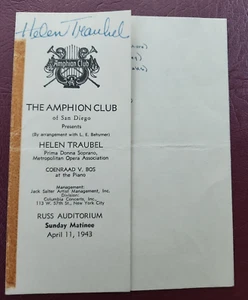 Helen Traubel
Amphion Club
THE AMPHION CLUB
of San Diego
Presents
(By arrangement with L. E. Behymer)
HELEN TRAUBEL
Prima Donna Soprano,
Metropolitan Opera Association
COENRAAD V. BOS
at the Piano
Management:
Jack Salter Artist Management, Inc.
Division:
Columbia Concerts, Inc.,
113 W. 57th St., New York City
RUSS AUDITORIUM
Sunday Matinee
April 11, 1943